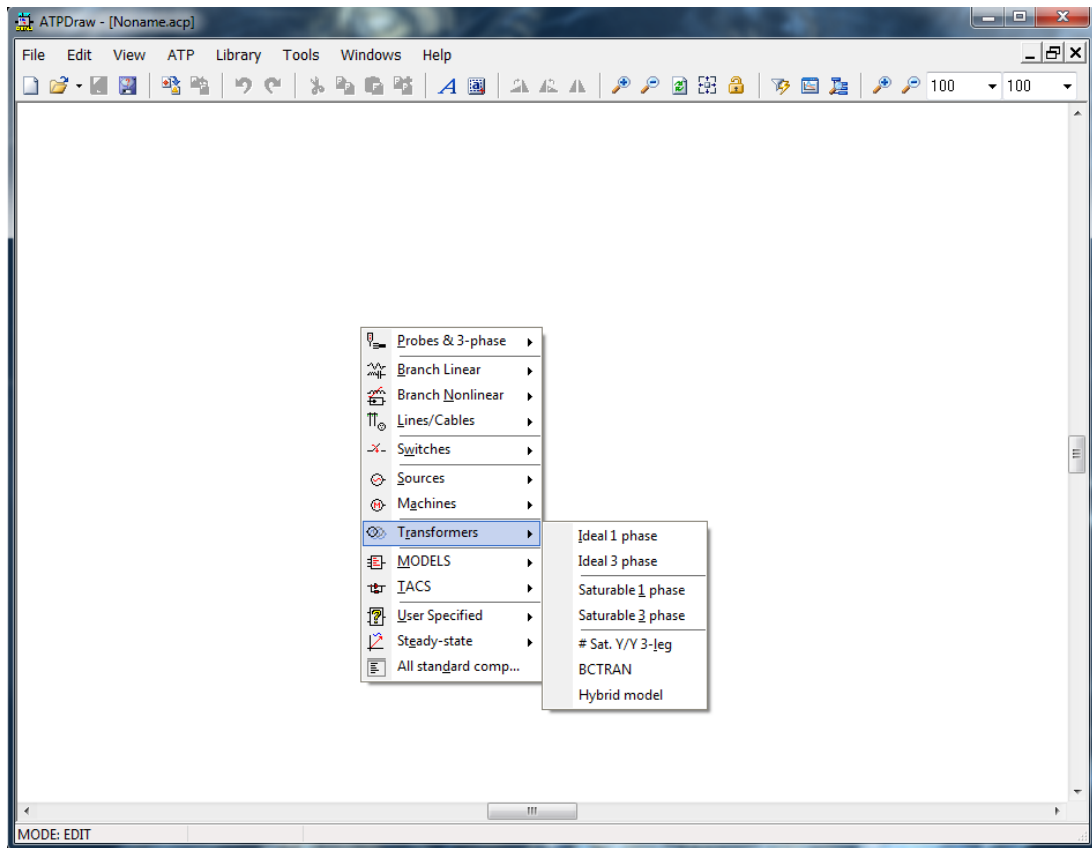 ATPDraw - [Noname.acp]
File Edit View ATP Library Tools Windows Help
A 100 100
Probes & 3-phase
Branch Linear
Branch Nonlinear
Lines/Cables
Switches
Sources
Machines
Transformers
MODELS
TACS
User Specified
Steady-state
All standard comp...
Ideal 1 phase
Ideal 3 phase
Saturable 1 phase
Saturable 3 phase
# Sat. Y/Y 3-leg
BCTRAN
Hybrid model
MODE: EDIT